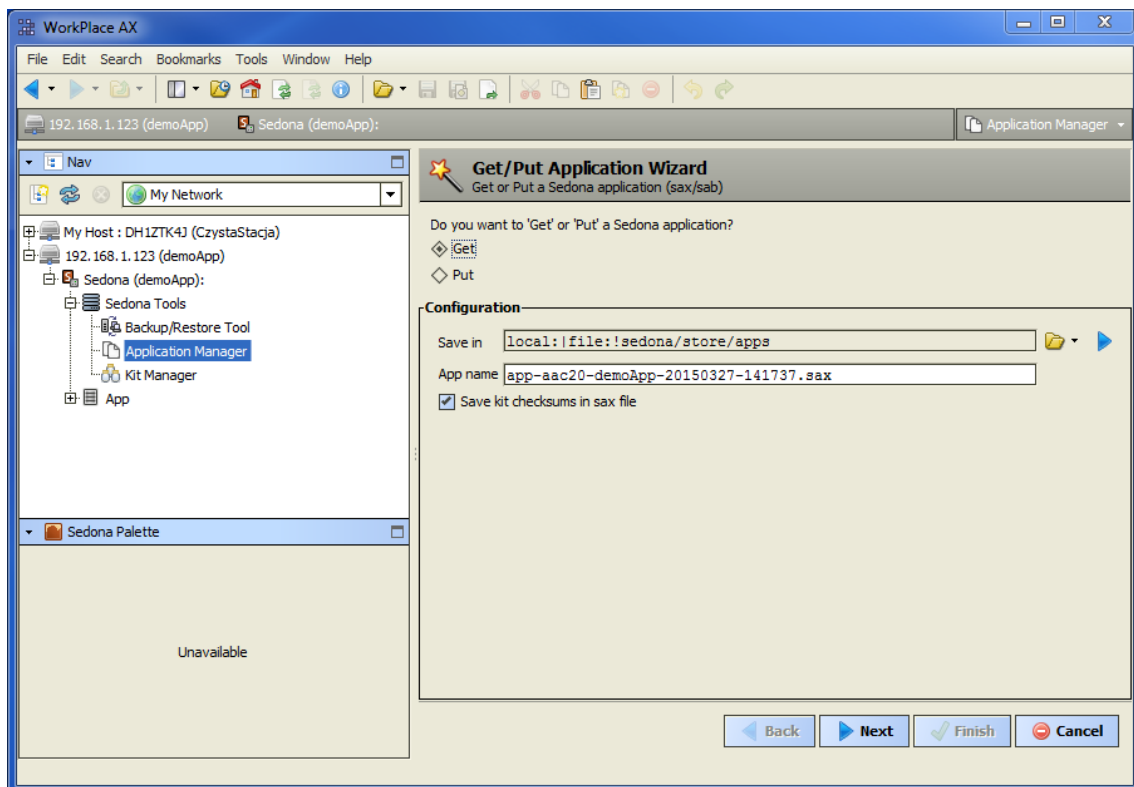 WorkPlace AX
File Edit Search Bookmarks Tools Window Help
192.168.1.123 (demoApp) Sedona (demoApp): Application Manager
Nav
My Network
My Host : DH1ZTK4J (CzystaStacja)
192.168.1.123 (demoApp)
Sedona (demoApp):
Sedona Tools
Backup/Restore Tool
Application Manager
Kit Manager
App
Sedona Palette
Unavailable
Get/Put Application Wizard
Get or Put a Sedona application (sax/sab)
Do you want to 'Get' or 'Put' a Sedona application?
Get
Put
Configuration
Save in local:|file:!!sedona/store/apps
App name app-aac20-demoApp-20150327-141737.sax
Save kit checksums in sax file
Back Next Finish Cancel